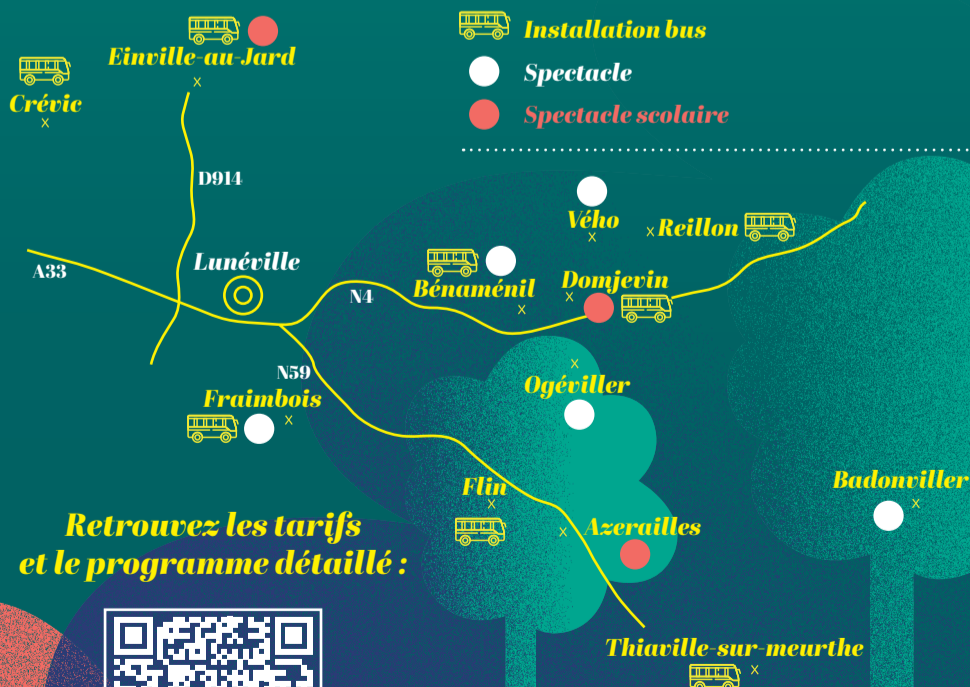 Installation bus
Spectacle
Spectacle scolaire
Einville-au-Jard
Crévic
D914
A33
Lunéville
N4
Vého
Reillon
Bénaménil
Domjevin
N59
Fraimbois
Ogéviller
Flin
Azerailles
Badonviller
Thiaville-sur-meurthe
Retrouvez les tarifs
et le programme détaillé :